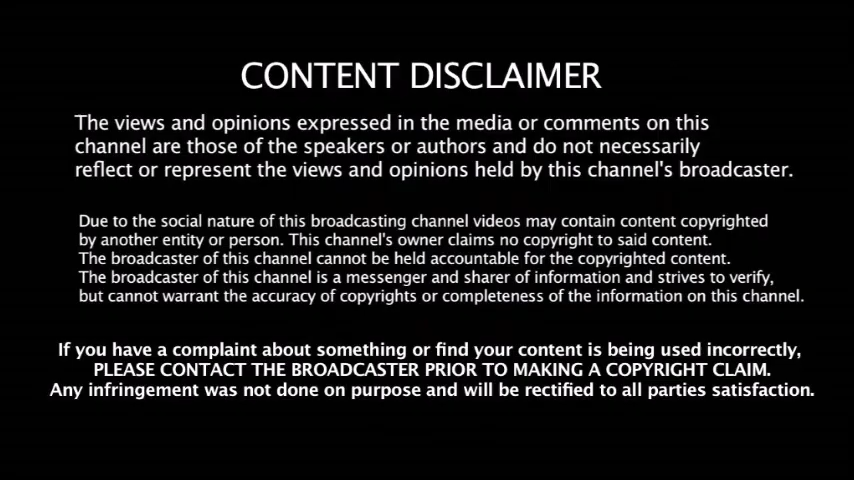 CONTENT DISCLAIMER
The views and opinions expressed in the media or comments on this
channel are those of the speakers or authors and do not necessarily
reflect or represent the views and opinions held by this channel's broadcaster.
Due to the social nature of this broadcasting channel videos may contain content copyrighted
by another entity or person. This channel's owner claims no copyright to said content.
The broadcaster of this channel cannot be held accountable for the copyrighted content.
The broadcaster of this channel is a messenger and sharer of information and strives to verify,
but cannot warrant the accuracy of copyrights or completeness of the information on this channel.
If you have a complaint about something or find your content is being used incorrectly,
PLEASE CONTACT THE BROADCASTER PRIOR TO MAKING A COPYRIGHT CLAIM.
Any infringement was not done on purpose and will be rectified to all parties satisfaction.